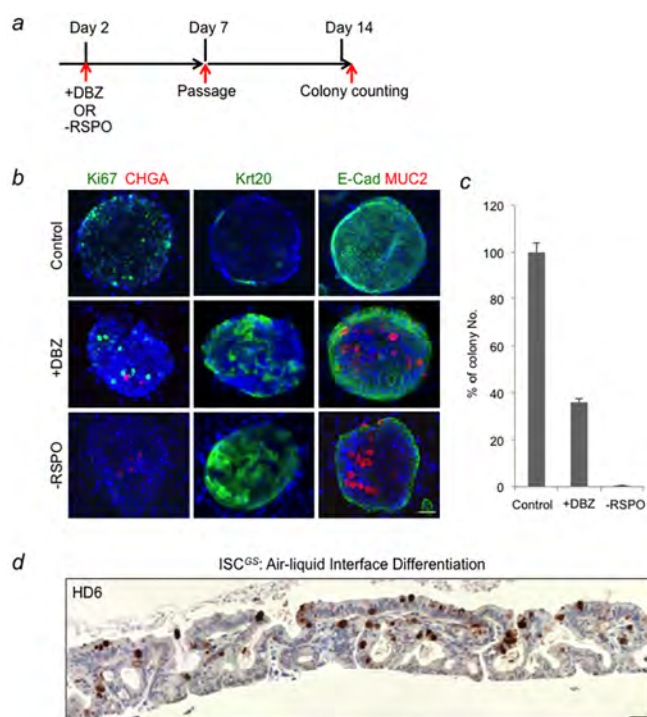 a
Day 2 Day 7 Day 14
+DBZ Passage Colony counting
OR
-RSPO
b
Ki67 CHGA Krt20 E-Cad MUC2
Control
+DBZ
-RSPO
c
% of colony No.
120
100
80
60
40
20
0
Control +DBZ -RSPO
d
ISCGS: Air-liquid Interface Differentiation
HD6